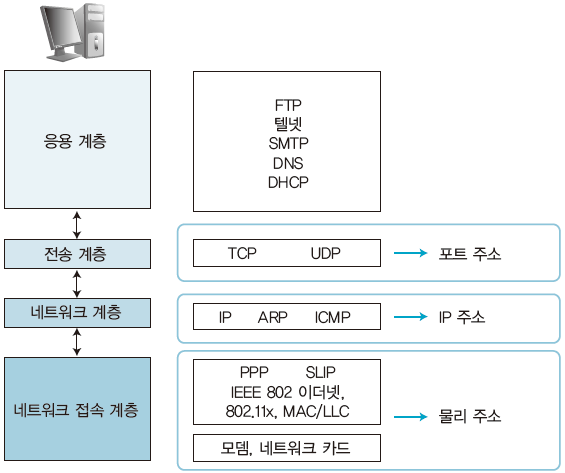 응용 계층
FTP
텔넷
SMTP
DNS
DHCP
전송 계층
TCP UDP
포트 주소
네트워크 계층
IP ARP ICMP
IP 주소
네트워크 접속 계층
PPP SLIP
IEEE 802 이더넷,
802.11x, MAC/LLC
모뎀, 네트워크 카드
물리 주소